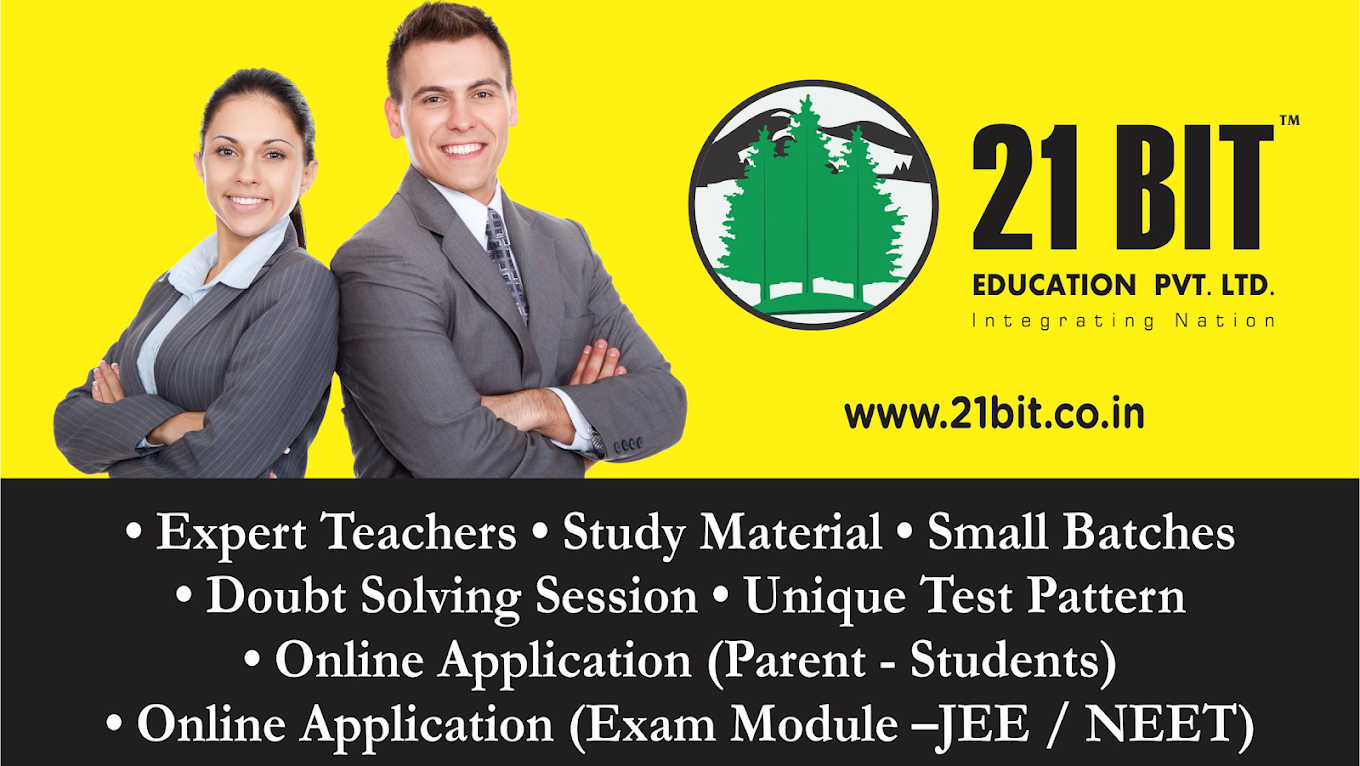 21 BIT™
EDUCATION PVT. LTD.
Integrating Nation
www.21bit.co.in
• Expert Teachers • Study Material • Small Batches
• Doubt Solving Session • Unique Test Pattern
• Online Application (Parent - Students)
• Online Application (Exam Module –JEE / NEET)